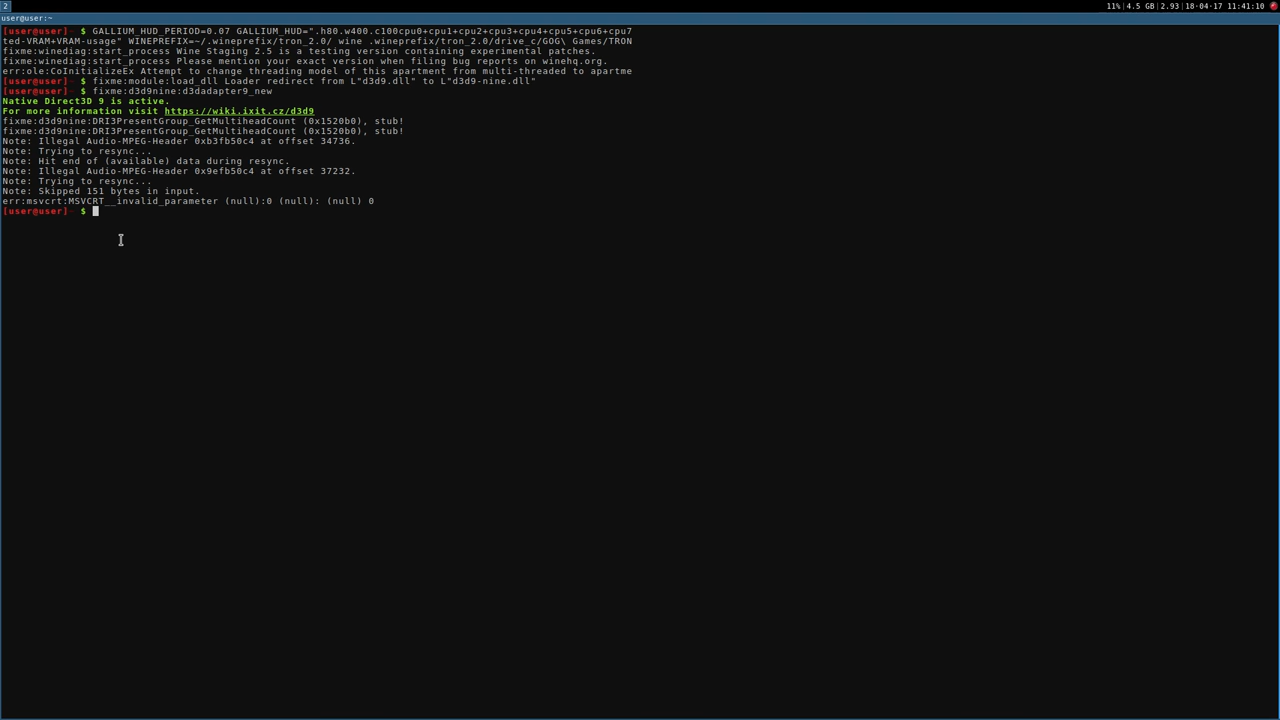 2
11% | 4.5 GB | 2.93 | 18-04-17 11:41:10
user@user:~
[user@user] ~ $ GALLIUM_HUD_PERIOD=0.07 GALLIUM_HUD=".h80.w400.c100cpu0+cpu1+cpu2+cpu3+cpu4+cpu5+cpu6+cpu7
ted-VRAM+VRAM-usage" WINEPREFIX=~/.wineprefix/tron_2.0/ wine .wineprefix/tron_2.0/drive_c/GOG\ Games/TRON
fixme:winediag:start_process Wine Staging 2.5 is a testing version containing experimental patches.
fixme:winediag:start_process Please mention your exact version when filing bug reports on winehq.org.
err:ole:CoInitializeEx Attempt to change threading model of this apartment from multi-threaded to apartme
[user@user] ~ $ fixme:module:load_dll Loader redirect from L"d3d9.dll" to L"d3d9-nine.dll"
[user@user] ~ $ fixme:d3d9nine:d3dadapter9_new
Native Direct3D 9 is active.
For more information visit https://wiki.ixit.cz/d3d9
fixme:d3d9nine:DRI3PresentGroup_GetMultiheadCount (0x1520b0), stub!
fixme:d3d9nine:DRI3PresentGroup_GetMultiheadCount (0x1520b0), stub!
Note: Illegal Audio-MPEG-Header 0xb3fb50c4 at offset 34736.
Note: Trying to resync...
Note: Hit end of (available) data during resync.
Note: Illegal Audio-MPEG-Header 0x9efb50c4 at offset 37232.
Note: Trying to resync...
Note: Skipped 151 bytes in input.
err:msvcrt:MSVCRT__invalid_parameter (null):0 (null): (null) 0
[user@user] ~ $